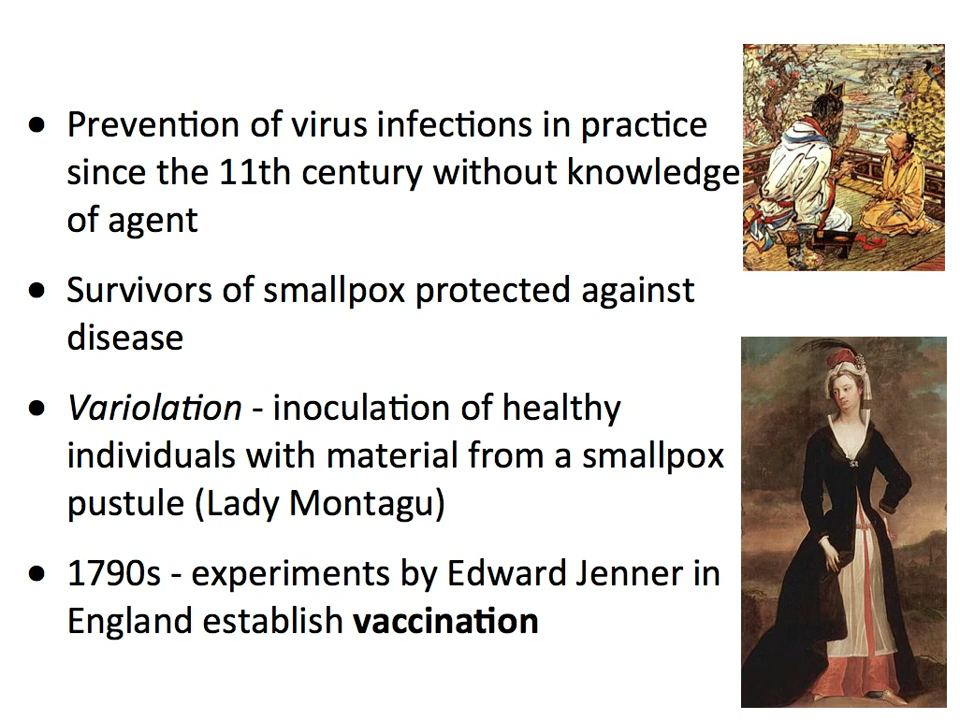 • Prevention of virus infections in practice
since the 11th century without knowledge
of agent
• Survivors of smallpox protected against
disease
• Variolation - inoculation of healthy
individuals with material from a smallpox
pustule (Lady Montagu)
• 1790s - experiments by Edward Jenner in
England establish vaccination